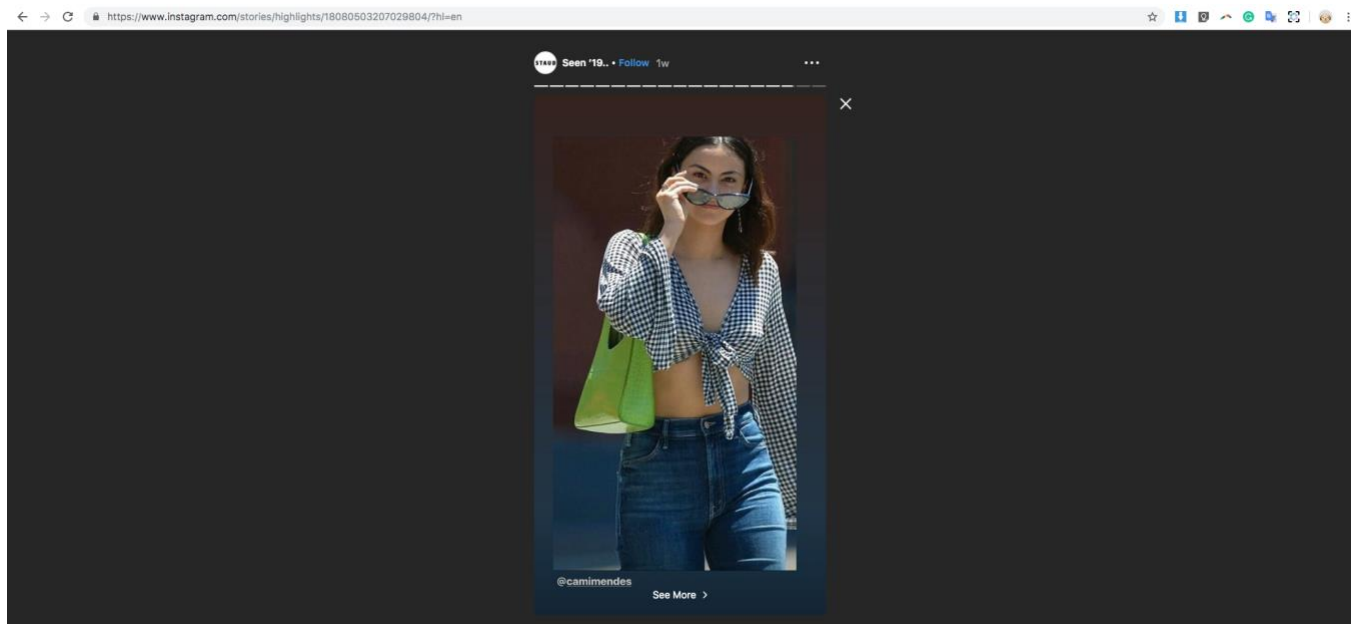 https://www.instagram.com/stories/highlights/18080503207029804/?hl=en
STAUD Seen '19.. • Follow 1w
@camimendes
See More >